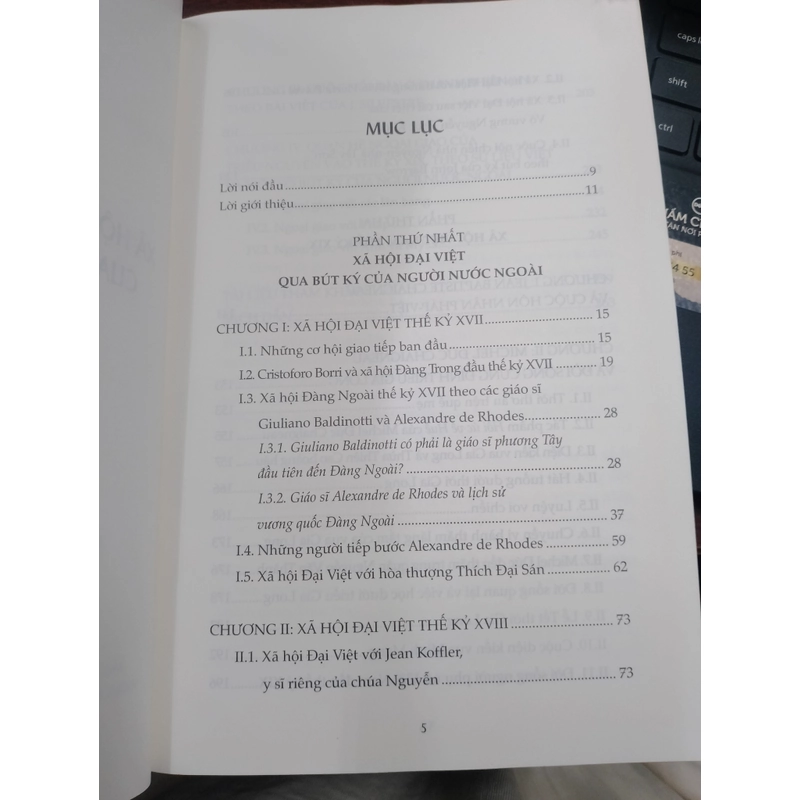 MỤC LỤC
Lời nói đầu..........9
Lời giới thiệu..........11
PHẦN THỨ NHẤT
XÃ HỘI ĐẠI VIỆT
QUA BÚT KÝ CỦA NGƯỜI NƯỚC NGOÀI
CHƯƠNG I: XÃ HỘI ĐẠI VIỆT THẾ KỶ XVII..........15
I.1. Những cơ hội giao tiếp ban đầu..........15
I.2. Cristoforo Borri và xã hội Đàng Trong đầu thế kỷ XVII..........19
I.3. Xã hội Đàng Ngoài thế kỷ XVII theo các giáo sĩ
Giuliano Baldinotti và Alexandre de Rhodes..........28
I.3.1. Giuliano Baldinotti có phải là giáo sĩ phương Tây
đầu tiên đến Đàng Ngoài?..........28
I.3.2. Giáo sĩ Alexandre de Rhodes và lịch sử
vương quốc Đàng Ngoài..........37
I.4. Những người tiếp bước Alexandre de Rhodes..........59
I.5. Xã hội Đại Việt với hòa thượng Thích Đại Sán..........62
CHƯƠNG II: XÃ HỘI ĐẠI VIỆT THẾ KỶ XVIII..........73
II.1. Xã hội Đại Việt với Jean Koffler,
y sĩ riêng của chúa Nguyễn..........73
5
caps l
shift
ctrl